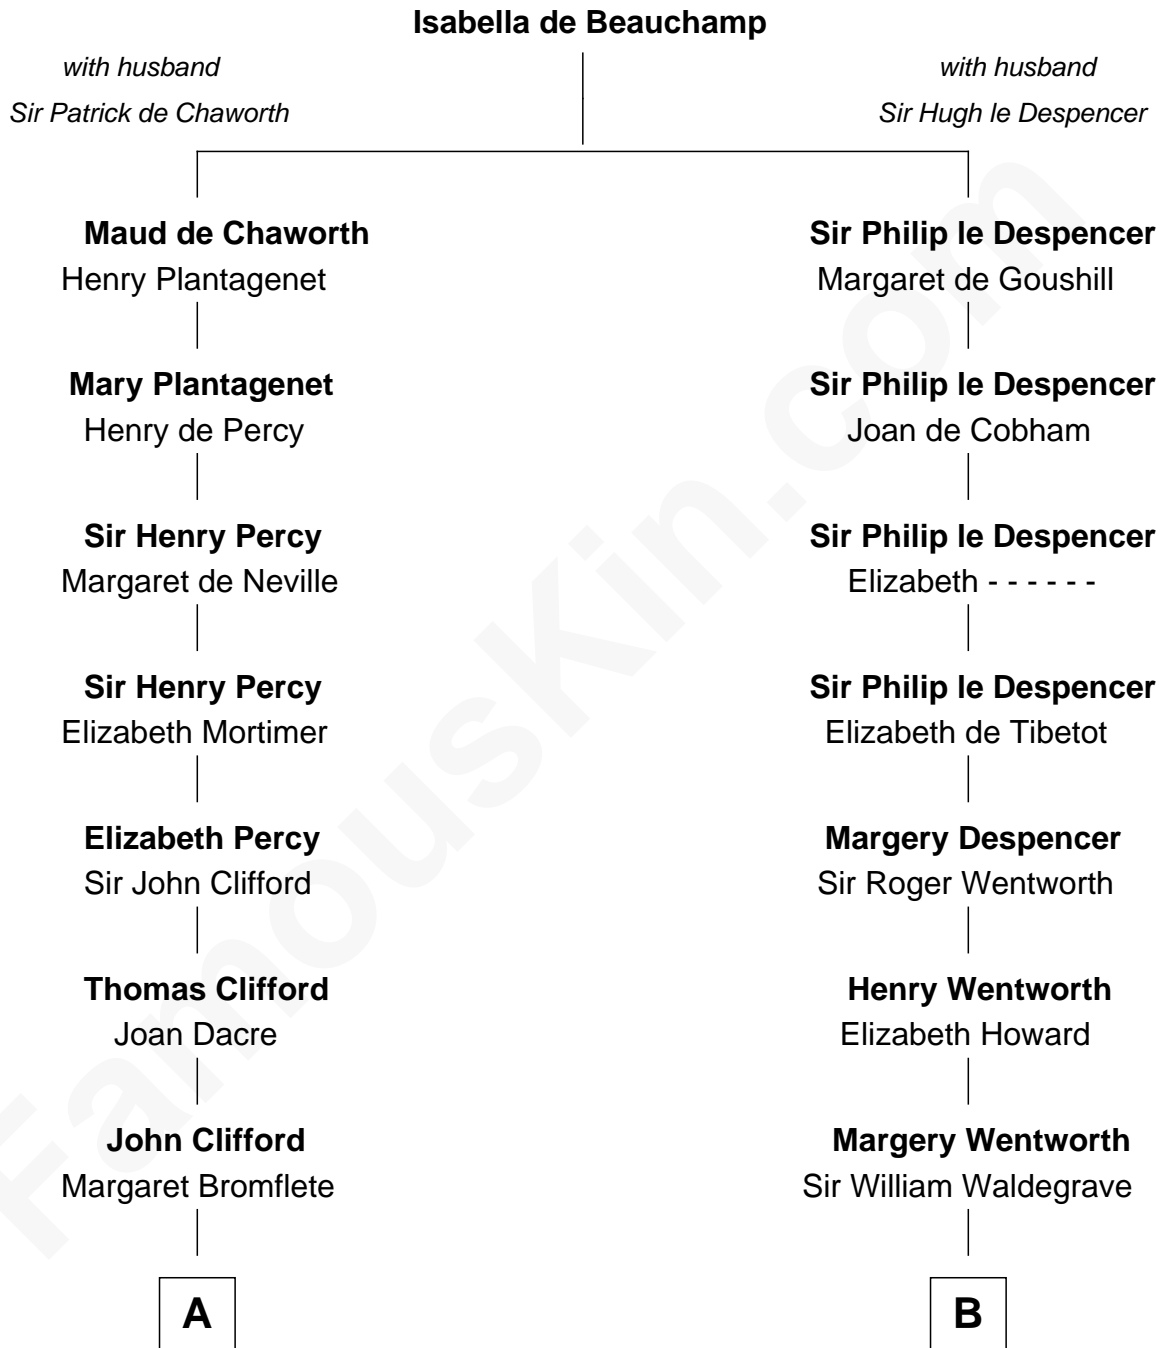 Isabella de Beauchamp
with husband
Sir Patrick de Chaworth
with husband
Sir Hugh le Despencer
Maud de Chaworth
Henry Plantagenet
Sir Philip le Despencer
Margaret de Goushill
Mary Plantagenet
Henry de Percy
Sir Philip le Despencer
Joan de Cobham
Sir Henry Percy
Margaret de Neville
Sir Philip le Despencer
Elizabeth - - - - - -
Sir Henry Percy
Elizabeth Mortimer
Sir Philip le Despencer
Elizabeth de Tibetot
Elizabeth Percy
Sir John Clifford
Margery Despencer
Sir Roger Wentworth
Thomas Clifford
Joan Dacre
Henry Wentworth
Elizabeth Howard
John Clifford
Margaret Bromflete
Margery Wentworth
Sir William Waldegrave
A
B
FamousKin.com